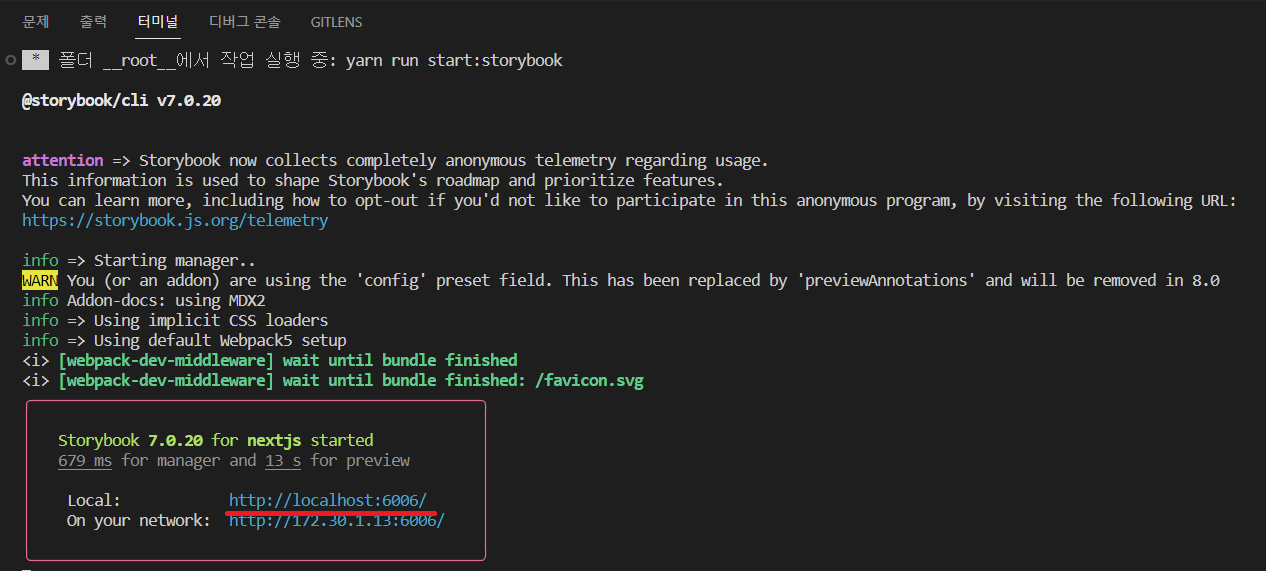 문제 출력 터미널 디버그 콘솔 GITLENS
* 폴더 __root__에서 작업 실행 중: yarn run start:storybook
@storybook/cli v7.0.20
attention => Storybook now collects completely anonymous telemetry regarding usage.
This information is used to shape Storybook's roadmap and prioritize features.
You can learn more, including how to opt-out if you'd not like to participate in this anonymous program, by visiting the following URL:
https://storybook.js.org/telemetry
info => Starting manager..
WARN You (or an addon) are using the 'config' preset field. This has been replaced by 'previewAnnotations' and will be removed in 8.0
info Addon-docs: using MDX2
info => Using implicit CSS loaders
info => Using default Webpack5 setup
<i> [webpack-dev-middleware] wait until bundle finished
<i> [webpack-dev-middleware] wait until bundle finished: /favicon.svg
Storybook 7.0.20 for nextjs started
679 ms for manager and 13 s for preview
Local: http://localhost:6006/
On your network: http://172.30.1.13:6006/